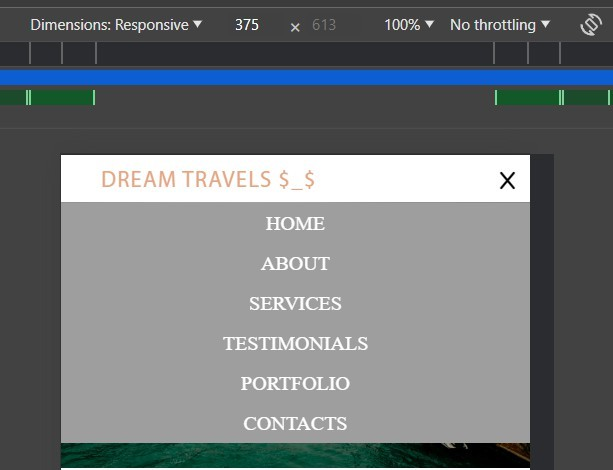 Dimensions: Responsive ▼ 375 × 613 100% ▼ No throttling ▼
DREAM TRAVELS $_$ X
HOME
ABOUT
SERVICES
TESTIMONIALS
PORTFOLIO
CONTACTS